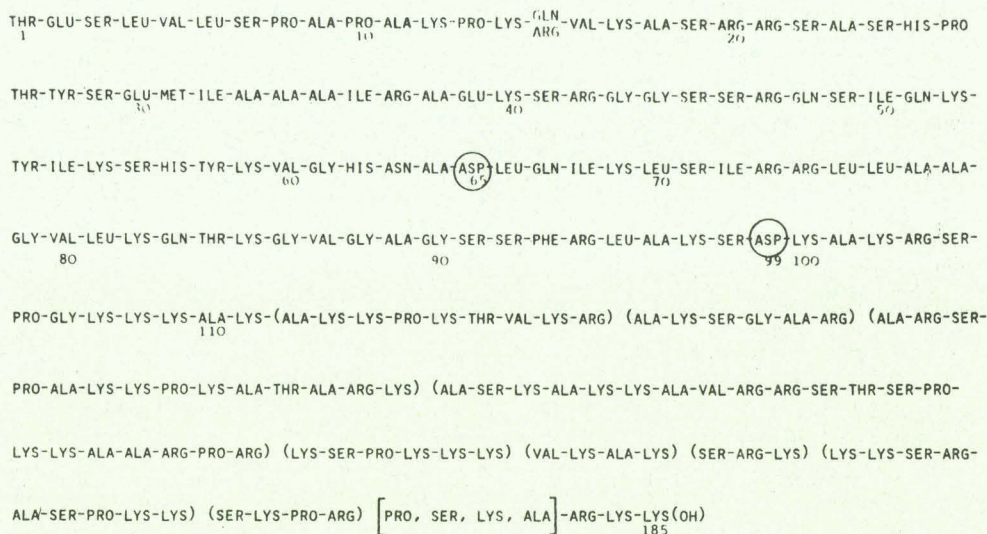 GLN
THR-GLU-SER-LEU-VAL-LEU-SER-PRO-ALA-PRO-ALA-LYS-PRO-LYS- -VAL-LYS-ALA-SER-ARG-ARG-SER-ALA-SER-HIS-PRO
ARG
1 10 20
THR-TYR-SER-GLU-MET-ILE-ALA-ALA-ALA-ILE-ARG-ALA-GLU-LYS-SER-ARG-GLY-GLY-SER-SER-ARG-GLN-SER-ILE-GLN-LYS-
30 40 50
TYR-ILE-LYS-SER-HIS-TYR-LYS-VAL-GLY-HIS-ASN-ALA-ASP-LEU-GLN-ILE-LYS-LEU-SER-ILE-ARG-ARG-LEU-LEU-ALA-ALA-
60 65 70
GLY-VAL-LEU-LYS-GLN-THR-LYS-GLY-VAL-GLY-ALA-GLY-SER-SER-PHE-ARG-LEU-ALA-LYS-SER-ASP-LYS-ALA-LYS-ARG-SER-
80 90 99 100
PRO-GLY-LYS-LYS-LYS-ALA-LYS-(ALA-LYS-LYS-PRO-LYS-THR-VAL-LYS-ARG) (ALA-LYS-SER-GLY-ALA-ARG) (ALA-ARG-SER-
110
PRO-ALA-LYS-LYS-PRO-LYS-ALA-THR-ALA-ARG-LYS) (ALA-SER-LYS-ALA-LYS-LYS-ALA-VAL-ARG-ARG-SER-THR-SER-PRO-
LYS-LYS-ALA-ALA-ARG-PRO-ARG) (LYS-SER-PRO-LYS-LYS-LYS) (VAL-LYS-ALA-LYS) (SER-ARG-LYS) (LYS-LYS-SER-ARG-
ALA-SER-PRO-LYS-LYS) (SER-LYS-PRO-ARG) [PRO, SER, LYS, ALA]-ARG-LYS-LYS(OH)
185